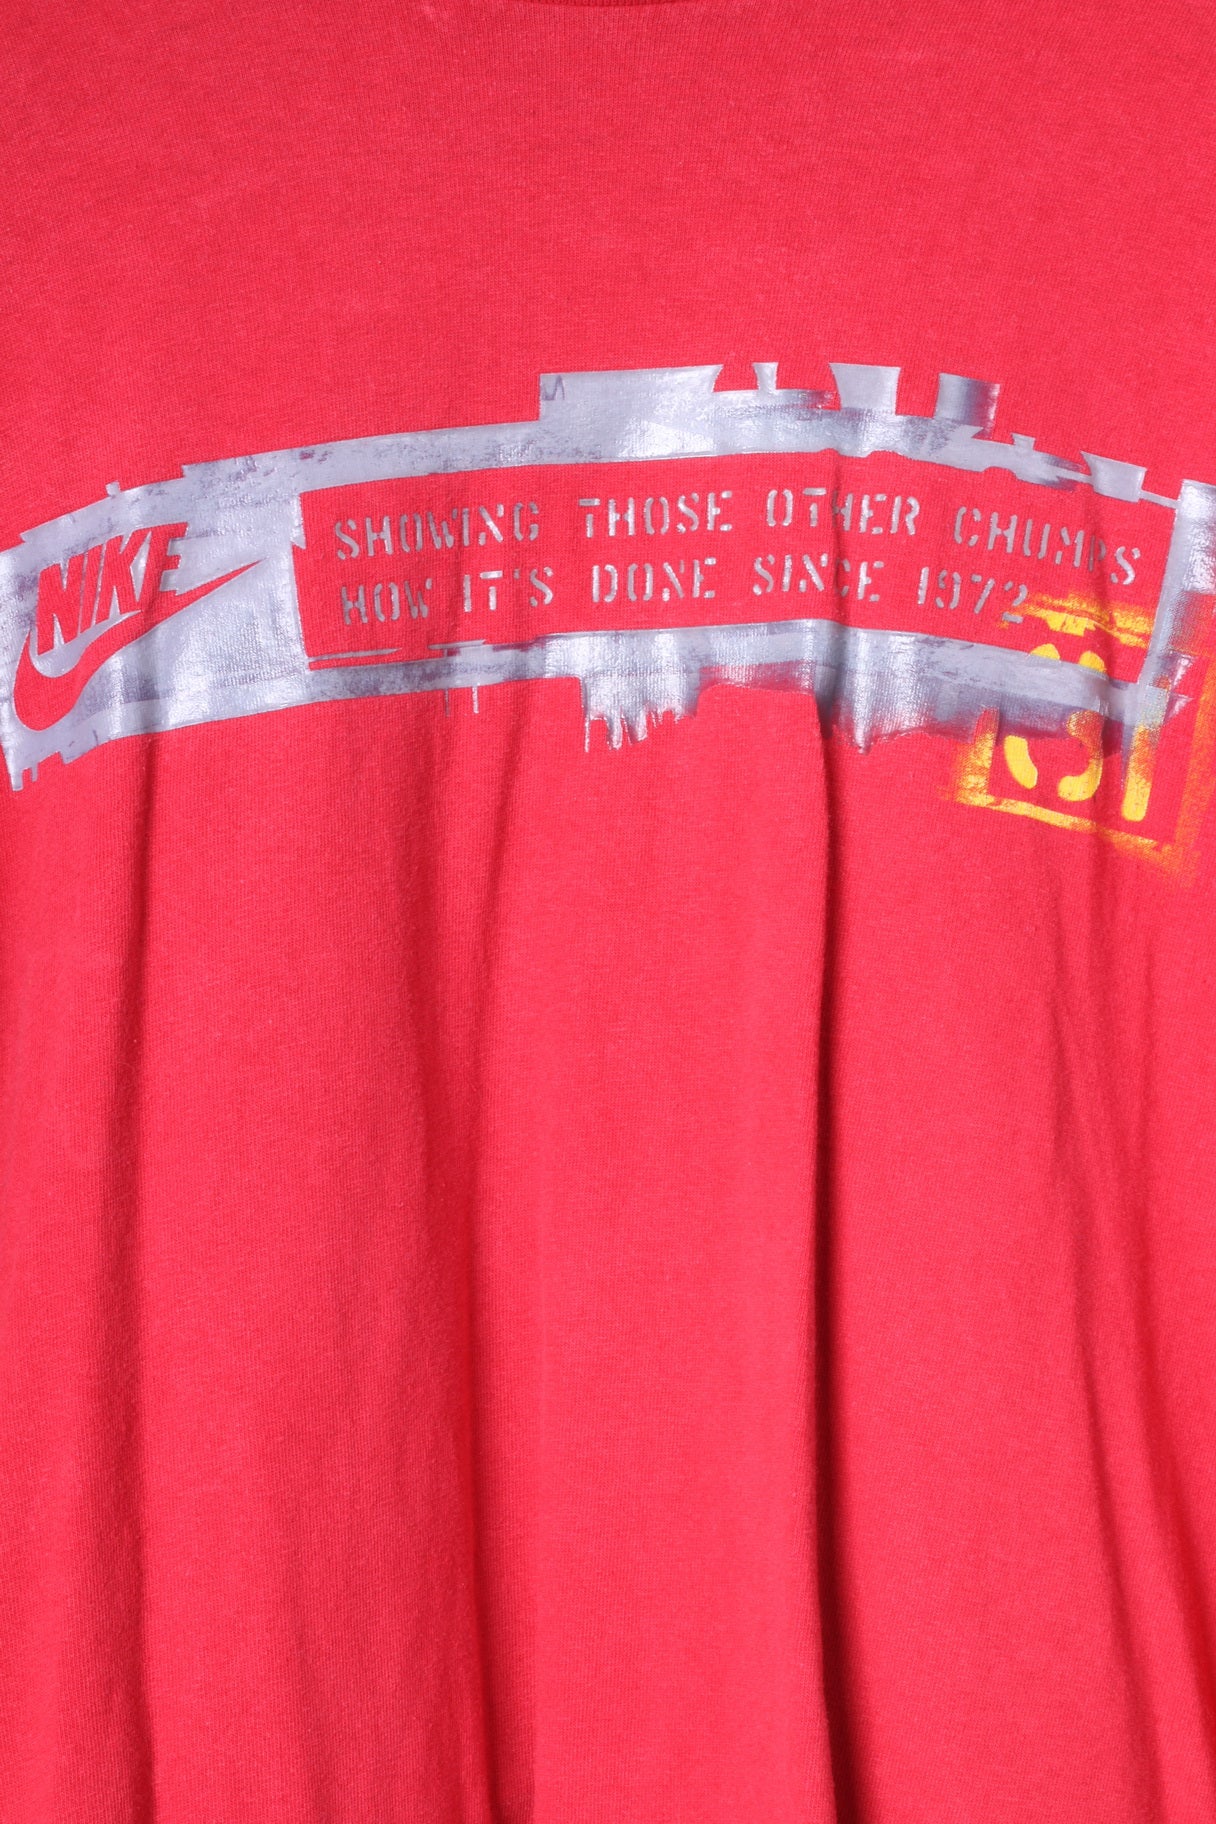 NIKE
SHOWING THOSE OTHER CHUMPS
HOW IT'S DONE SINCE 1972